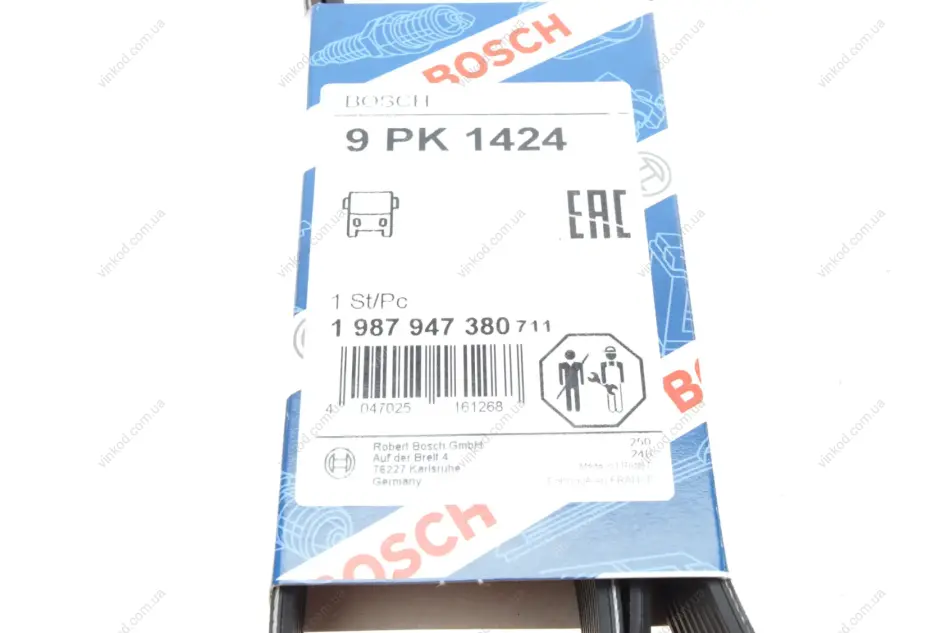 BOSCH
BOSCH
9 PK 1424
EAC
1 St/Pc
1 987 947 380 711
4 047025 161268
BOSCH
Robert Bosch GmbH
Auf der Breit 4
76227 Karlsruhe
Germany
250
BOSCH
vinkod.com.ua